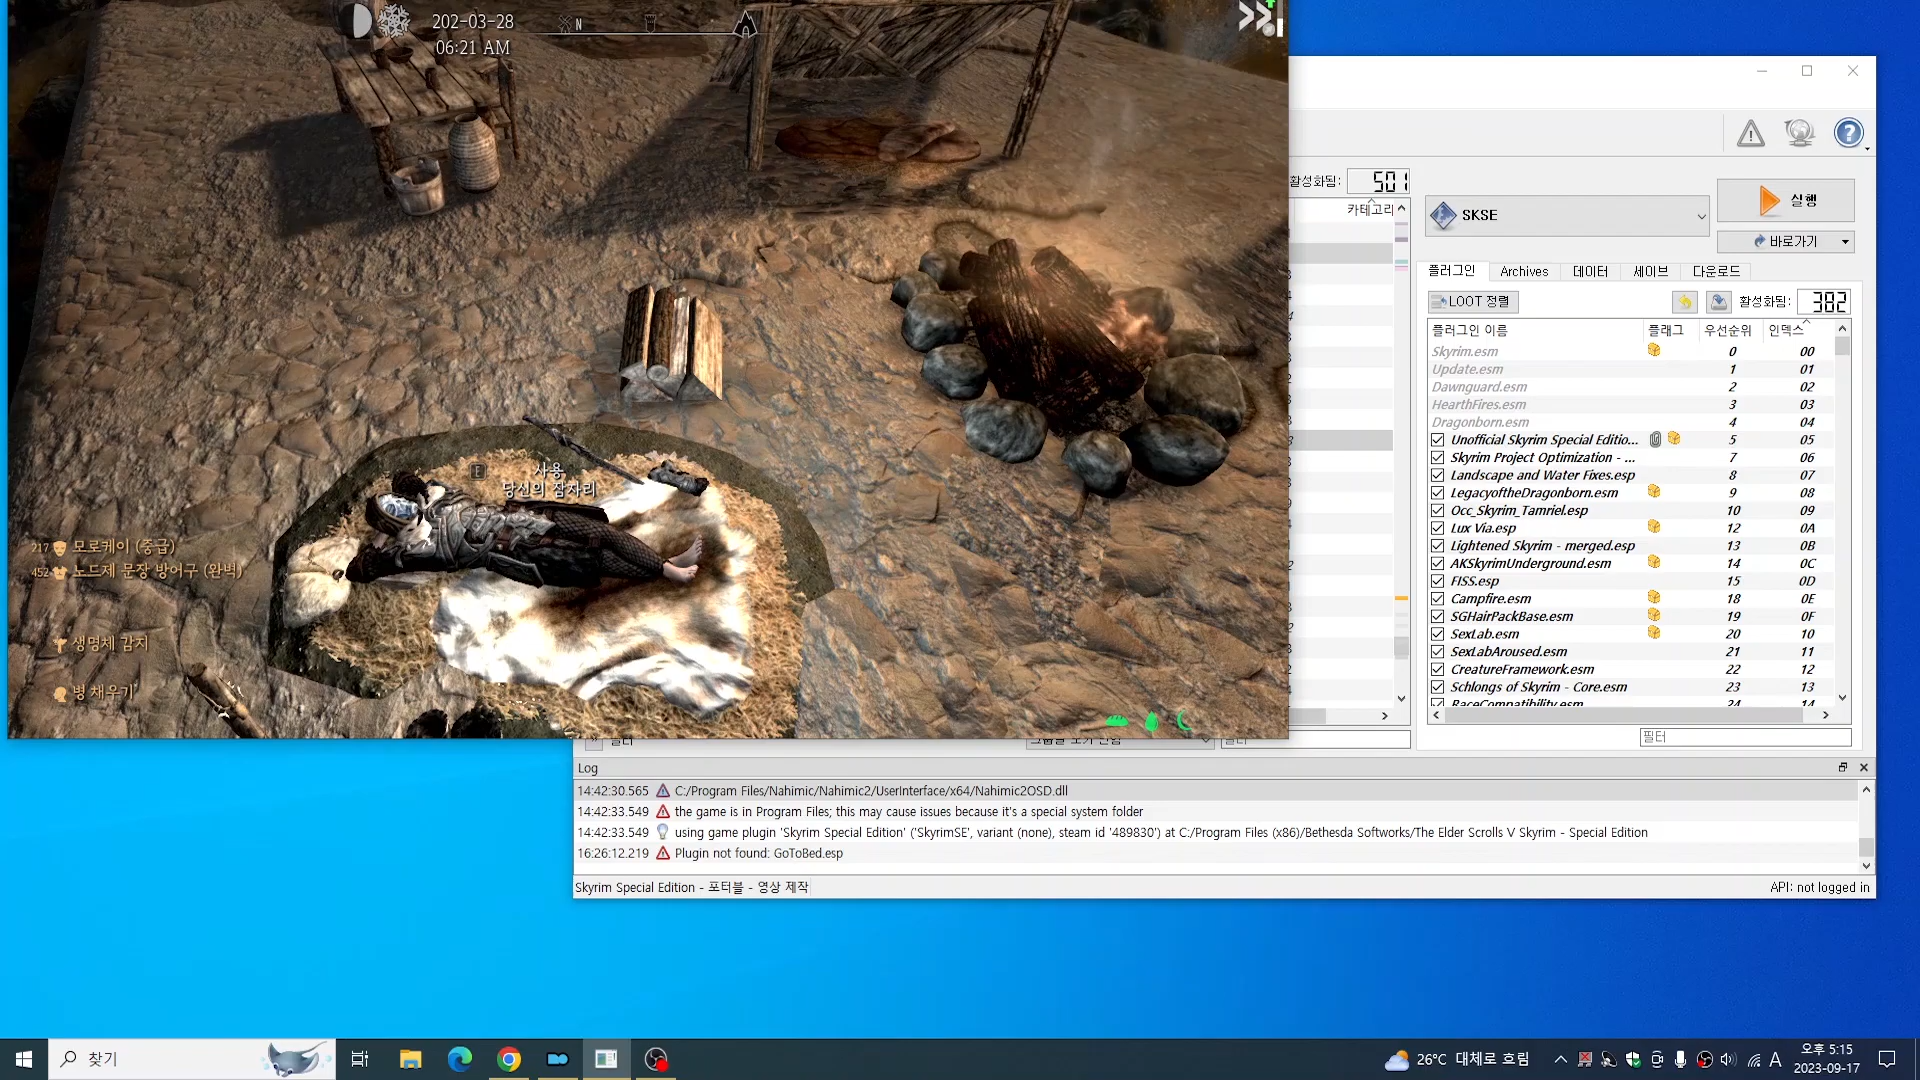 202-03-28
06:21 AM
N
E
사용
당신의 잠자리
217 모로케이 (중급)
452 노드제 문장 방어구 (완벽)
생명체 감지
병 채우기
활성화됨: 501
카테고리
SKSE
실행
바로가기
플러그인 Archives 데이터 세이브 다운로드
LOOT 정렬 활성화됨: 382
플러그인 이름 플래그 우선순위 인덱스
Skyrim.esm 0 00
Update.esm 1 01
Dawnguard.esm 2 02
HearthFires.esm 3 03
Dragonborn.esm 4 04
Unofficial Skyrim Special Editio... 5 05
Skyrim Project Optimization - ... 7 06
Landscape and Water Fixes.esp 8 07
LegacyoftheDragonborn.esm 9 08
Occ_Skyrim_Tamriel.esp 10 09
Lux Via.esp 12 0A
Lightened Skyrim - merged.esp 13 0B
AKSkyrimUnderground.esm 14 0C
FISS.esp 15 0D
Campfire.esm 18 0E
SGHairPackBase.esm 19 0F
SexLab.esm 20 10
SexLabAroused.esm 21 11
CreatureFramework.esm 22 12
Schlongs of Skyrim - Core.esm 23 13
RaceCompatibility.esm 24 14
필터
필터
필터
Log
14:42:30.565 C:/Program Files/Nahimic/Nahimic2/UserInterface/x64/Nahimic2OSD.dll
14:42:33.549 the game is in Program Files; this may cause issues because it's a special system folder
14:42:33.549 using game plugin 'Skyrim Special Edition' ('SkyrimSE', variant (none), steam id '489830') at C:/Program Files (x86)/Bethesda Softworks/The Elder Scrolls V Skyrim - Special Edition
16:26:12.219 Plugin not found: GoToBed.esp
Skyrim Special Edition - 포터블 - 영상 제작 API: not logged in
찾기
26°C 대체로 흐림
A
오후 5:15
2023-09-17